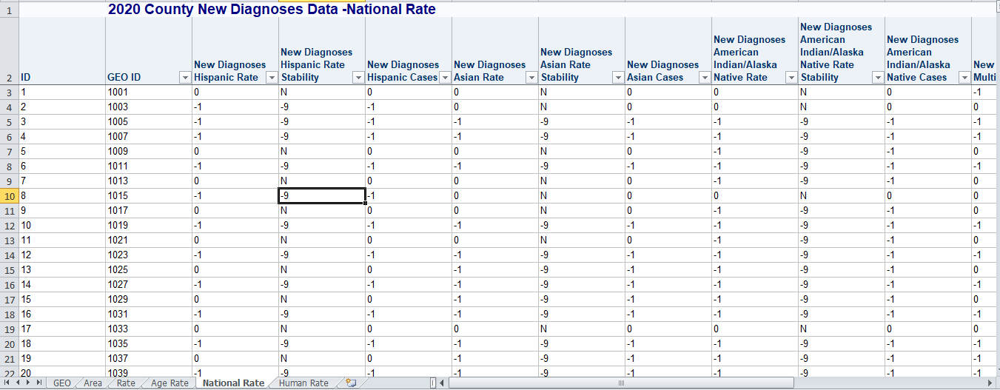 1 2020 County New Diagnoses Data -National Rate
2 ID GEO ID New Diagnoses Hispanic Rate New Diagnoses Hispanic Rate Stability New Diagnoses Hispanic Cases New Diagnoses Asian Rate New Diagnoses Asian Rate Stability New Diagnoses Asian Cases New Diagnoses American Indian/Alaska Native Rate New Diagnoses American Indian/Alaska Native Rate Stability New Diagnoses American Indian/Alaska Native Cases New Multi
3 1 1001 0 N 0 0 N 0 0 N 0 -1
4 2 1003 -1 -9 -1 0 N 0 0 N 0 0
5 3 1005 -1 -9 -1 -1 -9 -1 -1 -9 -1 -1
6 4 1007 -1 -9 -1 -1 -9 -1 -1 -9 -1 -1
7 5 1009 0 N 0 0 N 0 -1 -9 -1 0
8 6 1011 -1 -9 -1 -1 -9 -1 -1 -9 -1 -1
9 7 1013 0 N 0 0 N 0 -1 -9 -1 0
10 8 1015 -1 -9 -1 0 N 0 0 N 0 0
11 9 1017 0 N 0 0 N 0 -1 -9 -1 0
12 10 1019 -1 -9 -1 -1 -9 -1 -1 -9 -1 -1
13 11 1021 0 N 0 0 N 0 -1 -9 -1 0
14 12 1023 -1 -9 -1 -1 -9 -1 -1 -9 -1 -1
15 13 1025 0 N 0 -1 -9 -1 -1 -9 -1 0
16 14 1027 -1 -9 -1 -1 -9 -1 -1 -9 -1 -1
17 15 1029 0 N 0 -1 -9 -1 -1 -9 -1 0
18 16 1031 -1 -9 -1 -1 -9 -1 -1 -9 -1 -1
19 17 1033 0 N 0 0 N 0 0 N 0 0
20 18 1035 -1 -9 -1 -1 -9 -1 -1 -9 -1 -1
21 19 1037 0 N 0 -1 -9 -1 -1 -9 -1 0
22 20 1039 -1 -9 -1 -1 -9 -1 -1 -9 -1 -1
GEO Area Rate Age Rate National Rate Human Rate